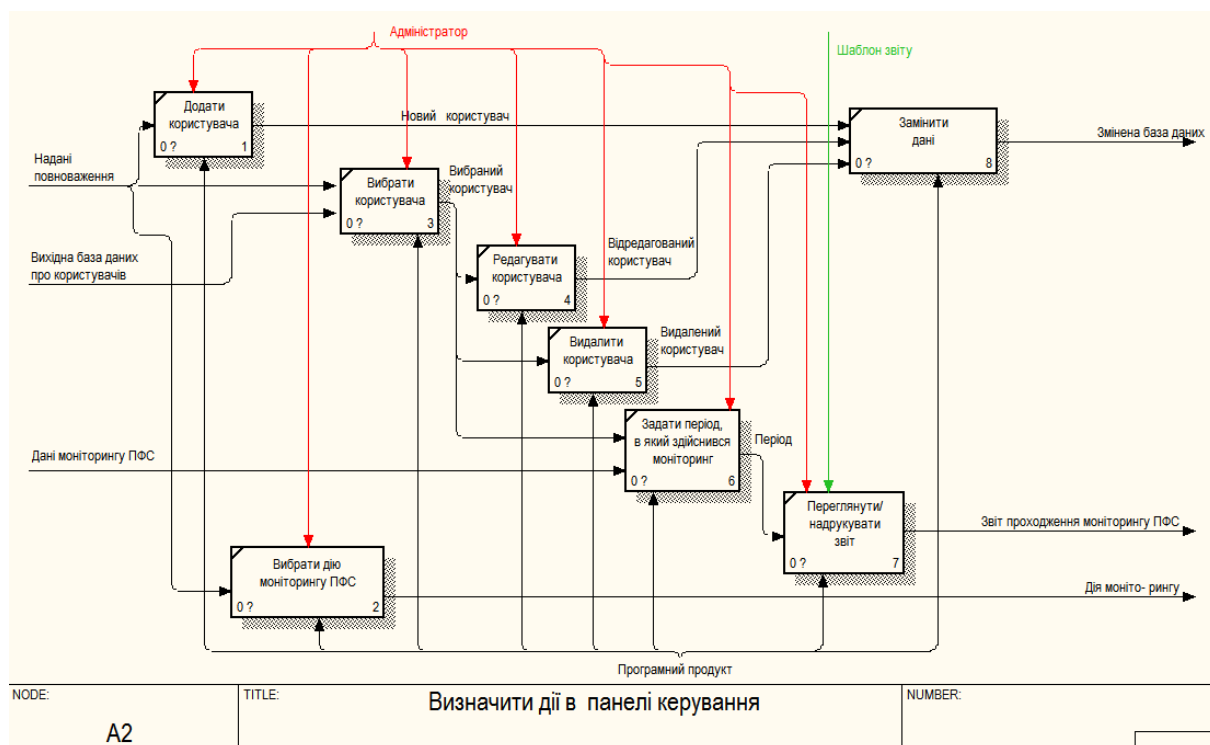 Адміністратор
Шаблон звіту
Додати
користувача
0 ? 1
Новий користувач
Замінити
дані
0 ? 8
Змінена база даних
Надані
повноваження
Вибрати
користувача
0 ? 3
Вибраний
користувач
Вихідна база даних
про користувачів
Редагувати
користувача
0 ? 4
Відредагований
користувач
Видалити
користувача
0 ? 5
Видалений
користувач
Дані моніторингу ПФС
Задати період,
в який здійснився
моніторинг
0 ? 6
Період
Переглянути/
надрукувати
звіт
0 ? 7
Звіт проходження моніторингу ПФС
Вибрати дію
моніторингу ПФС
0 ? 2
Дія моніто- рингу
Програмний продукт
NODE:
A2
TITLE:
Визначити дії в панелі керування
NUMBER: